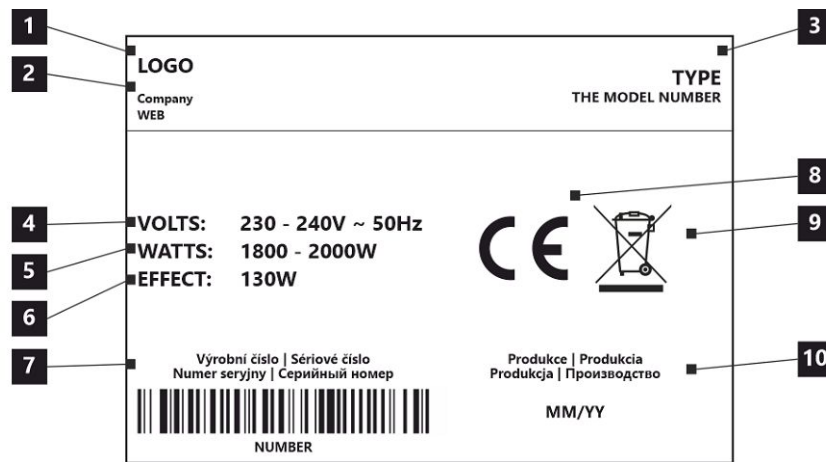 1
LOGO
2
Company
WEB
3
TYPE
THE MODEL NUMBER
4
VOLTS: 230 - 240V ~ 50Hz
5
WATTS: 1800 - 2000W
6
EFFECT: 130W
8
CE
9
7
Výrobní číslo | Sériové číslo
Numer seryjny | Серийный номер
NUMBER
10
Produkce | Produkcia
Produkcja | Производство
MM/YY